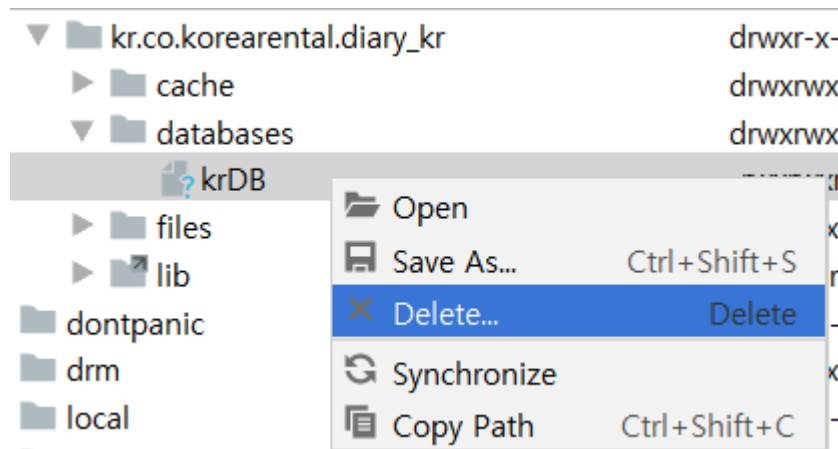 kr.co.korearental.diary_kr drwxr-x-
cache drwxrwx
databases drwxrwx
krDB
Open
files
Save As... Ctrl+Shift+S
lib
Delete... Delete
dontpanic
drm
Synchronize
local
Copy Path Ctrl+Shift+C